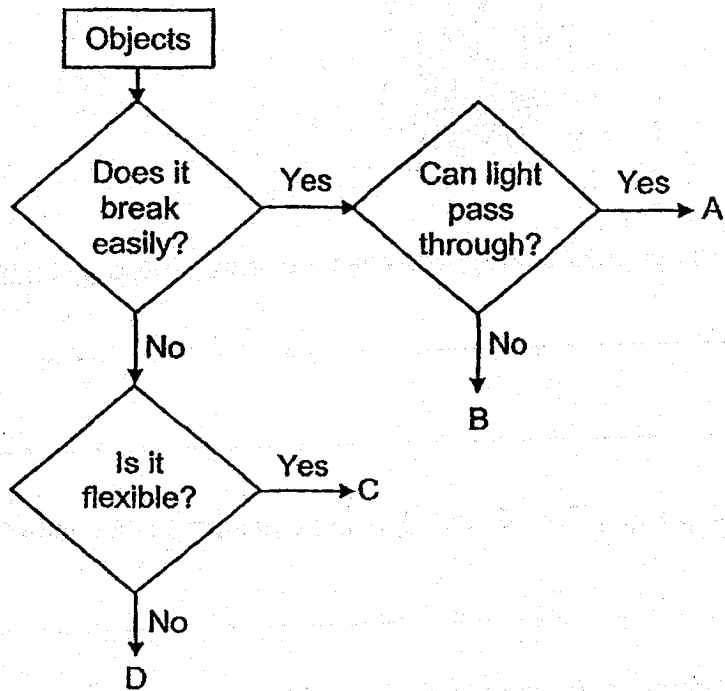 Objects
Does it
break
easily?
Yes
Can light
pass
through?
Yes
A
No
B
No
Is it
flexible?
Yes
C
No
D